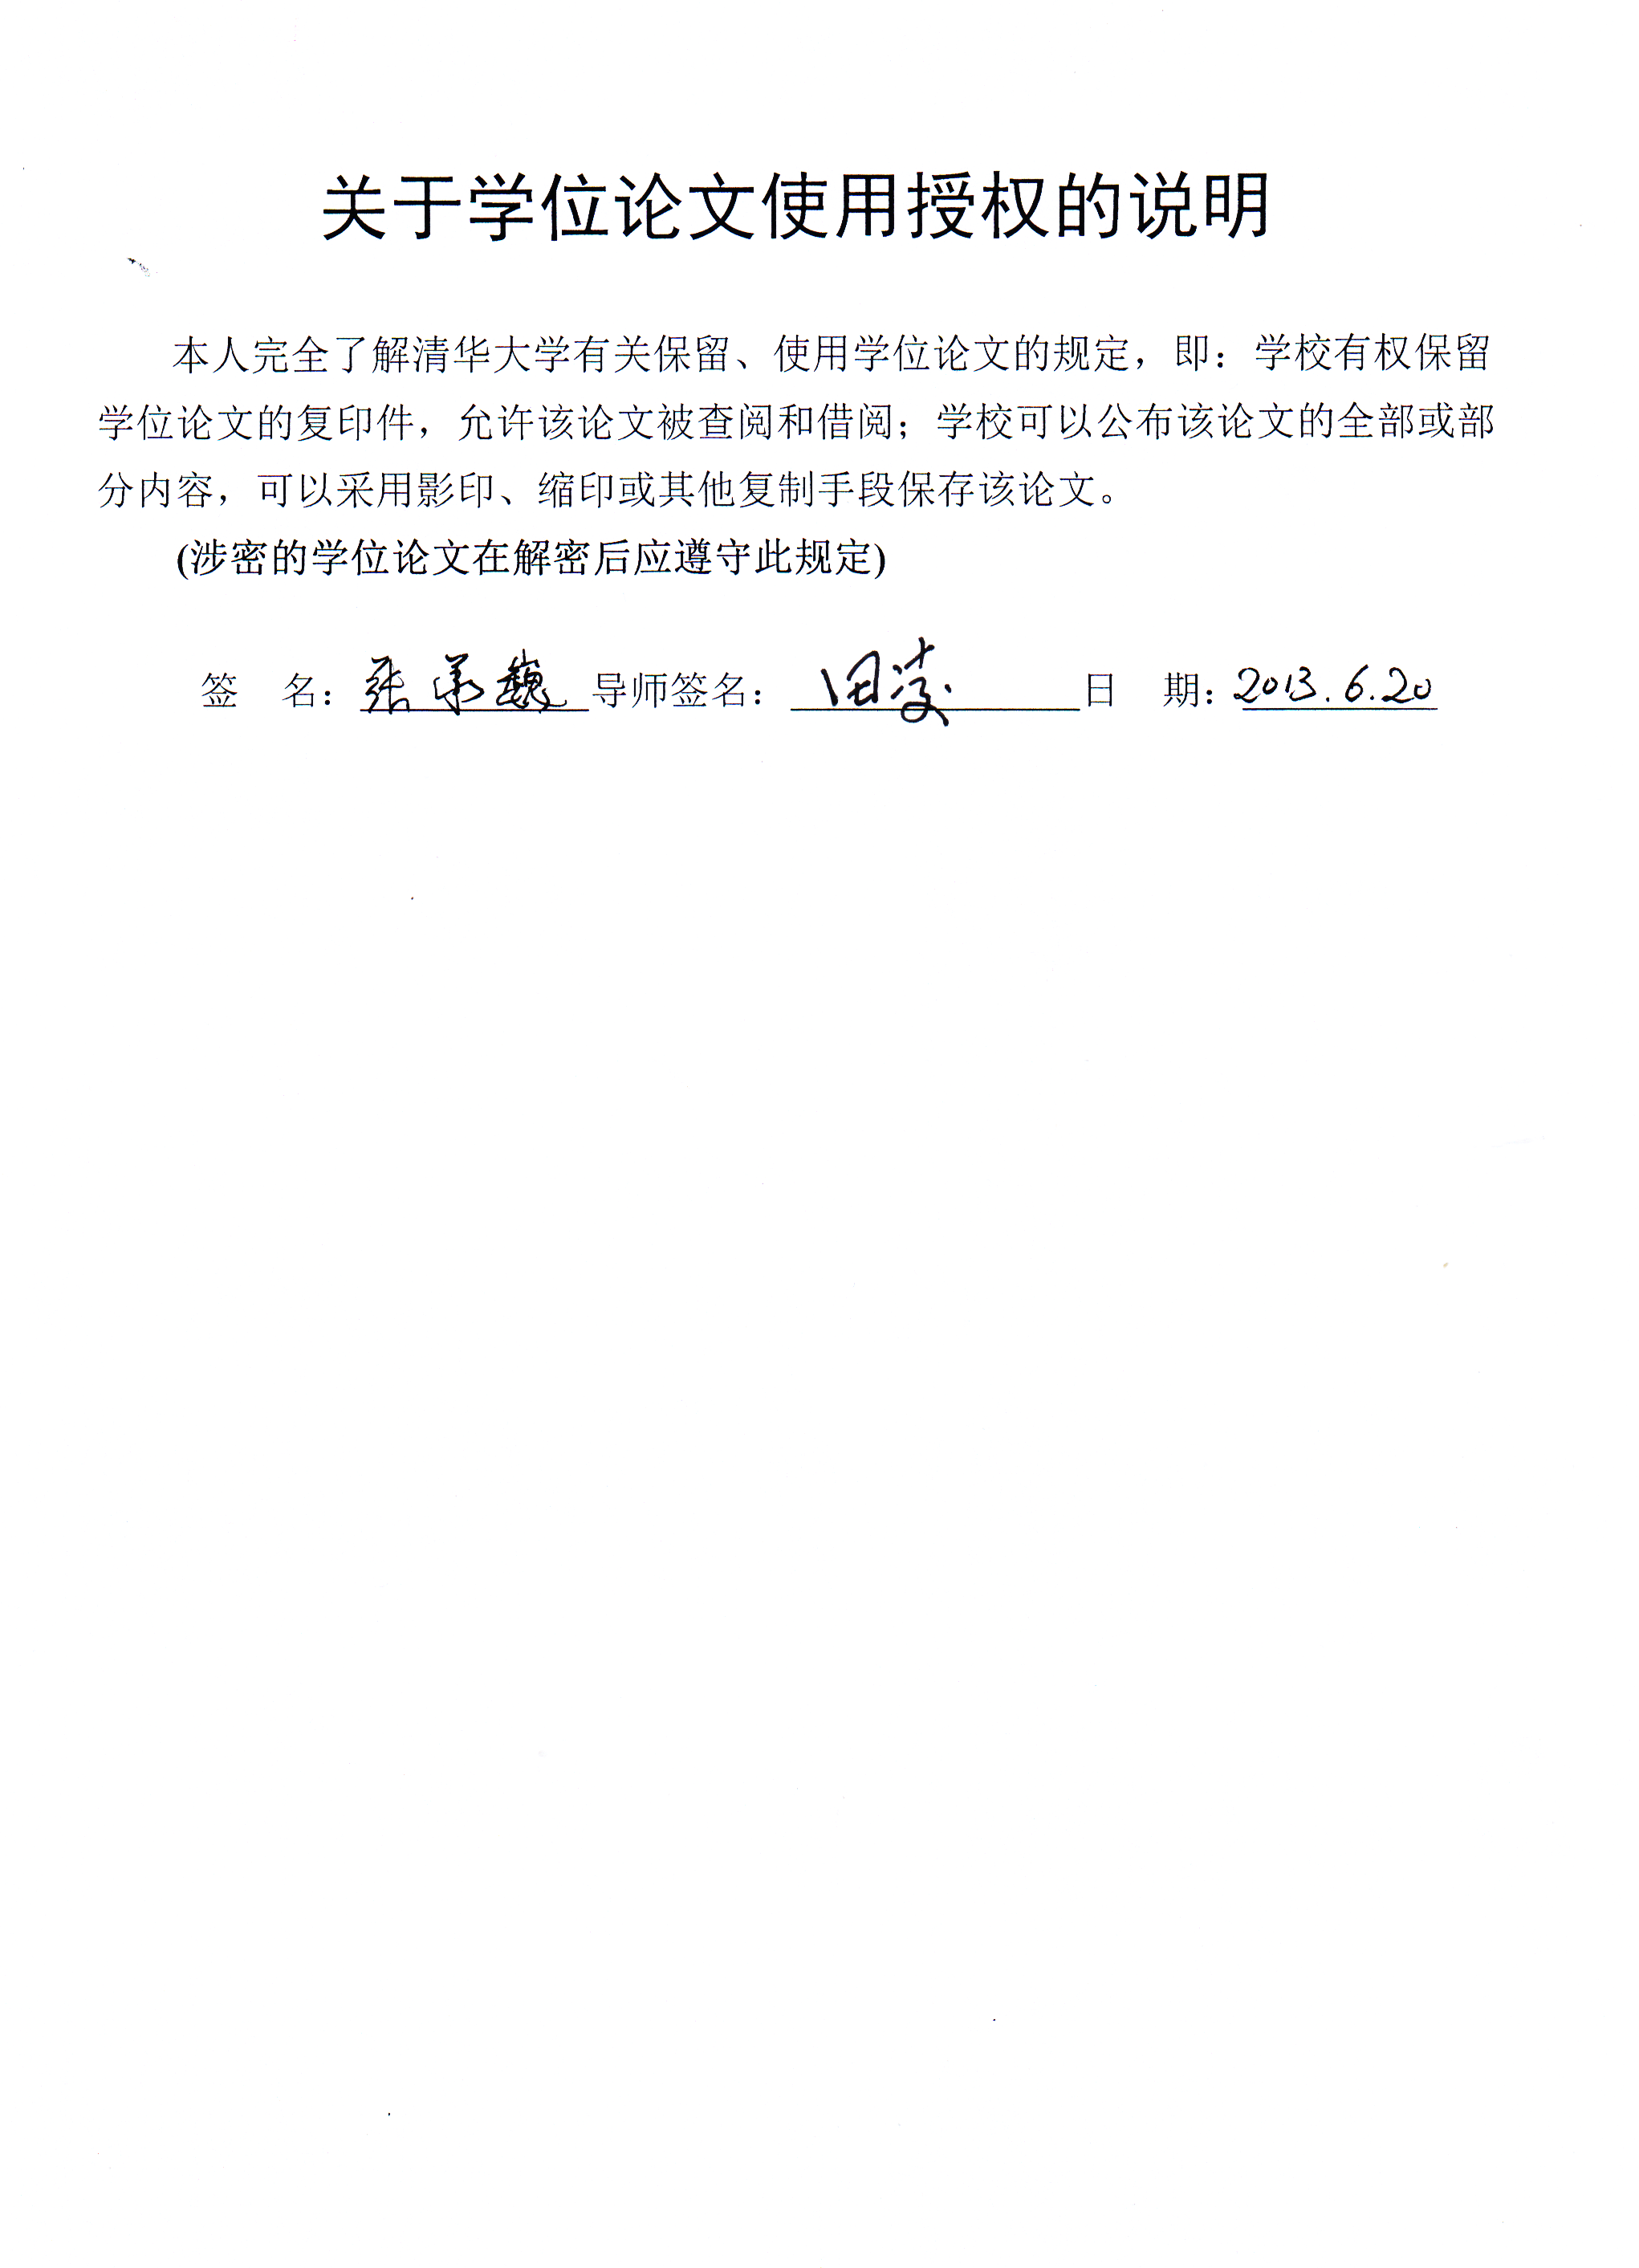 关于学位论文使用授权的说明
本人完全了解清华大学有关保留、使用学位论文的规定，即：学校有权保留
学位论文的复印件，允许该论文被查阅和借阅；学校可以公布该论文的全部或部
分内容，可以采用影印、缩印或其他复制手段保存该论文。
(涉密的学位论文在解密后应遵守此规定)
签 名：张 巍 导师签名：田凌 日 期：2013.6.20